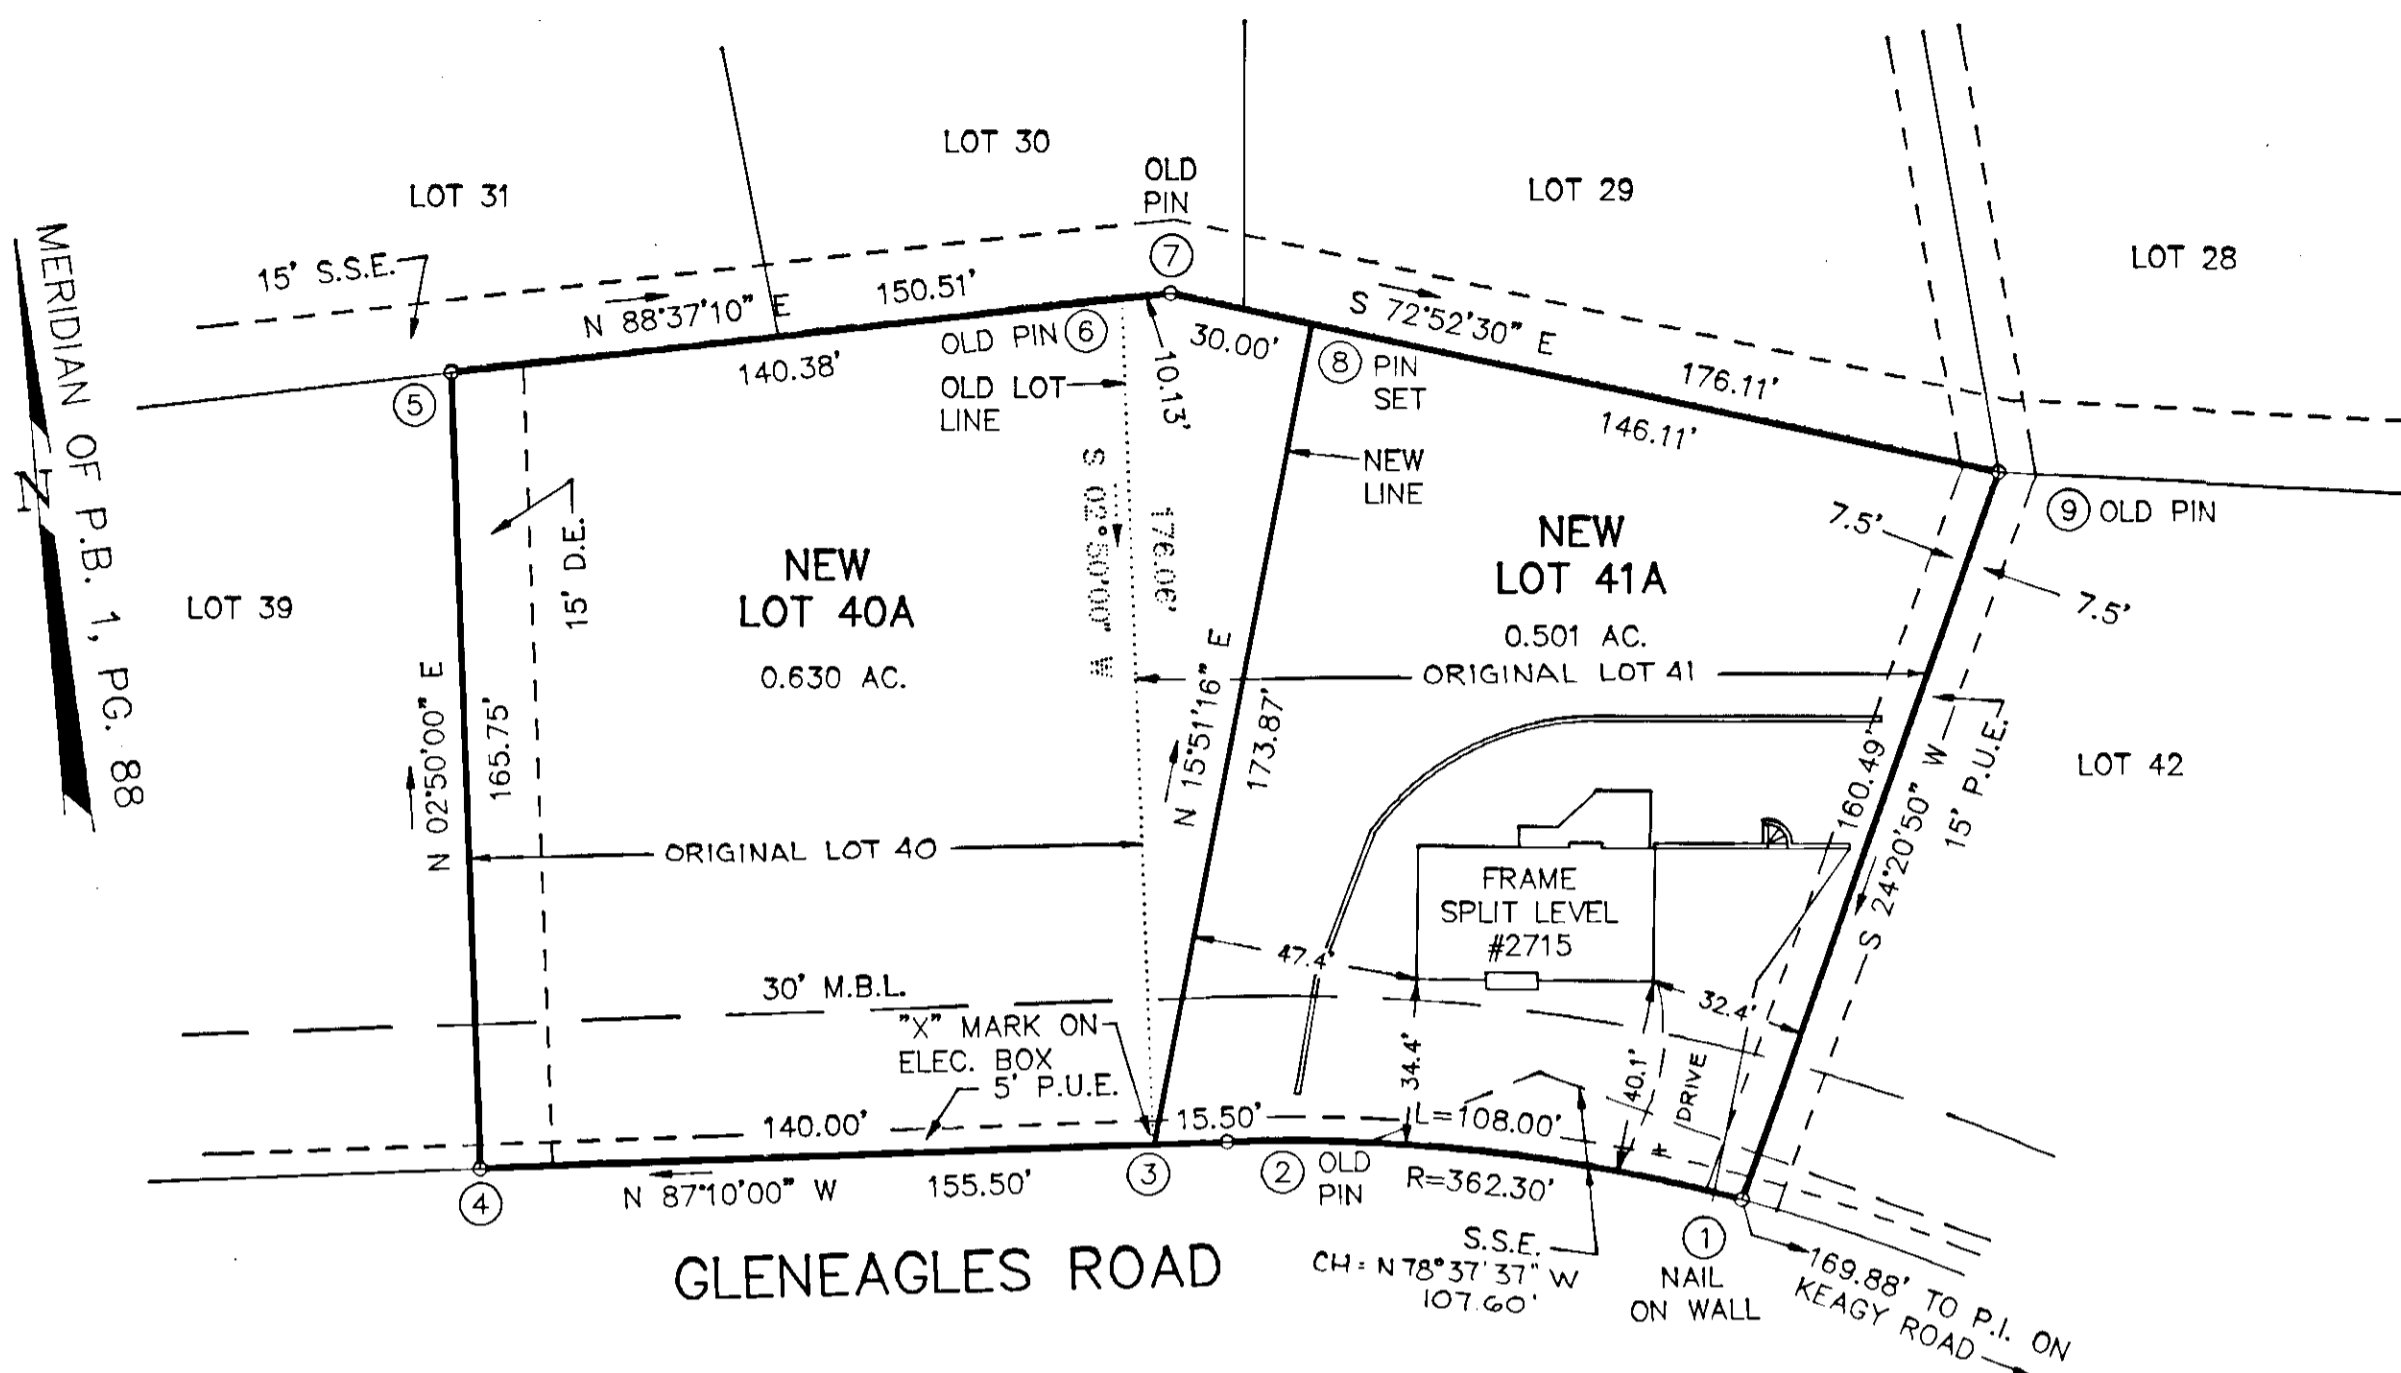 LOT 30
OLD
PIN
LOT 31
LOT 29
LOT 28
15' S.S.E.
7
150.51'
N 88°37'10" E
S 72°52'30" E
OLD PIN 6
30.00'
8 PIN
SET
140.38'
10.13'
176.11'
146.11'
OLD LOT
LINE
5
NEW
LINE
9 OLD PIN
7.5'
7.5'
MERIDIAN OF P.B. 1, PG. 88
N
LOT 39
15' D.E.
NEW
LOT 40A
0.630 AC.
S 02°50'00" W
176.06'
NEW
LOT 41A
0.501 AC.
ORIGINAL LOT 41
N 02°50'00" E
165.75'
N 15°51'16" E
173.87'
160.49'
S 24°20'50" W
15' P.U.E.
LOT 42
ORIGINAL LOT 40
FRAME
SPLIT LEVEL
#2715
47.4'
32.4'
30' M.B.L.
"X" MARK ON
ELEC. BOX
5' P.U.E.
34.4'
40.1'
DRIVE
140.00'
15.50'
L=108.00'
±
4
N 87°10'00" W
155.50'
3
2
OLD
PIN
R=362.30'
1
NAIL
ON WALL
S.S.E.
CH = N 78°37'37" W
107.60'
GLENEAGLES ROAD
169.88' TO P.I. ON
KEAGY ROAD